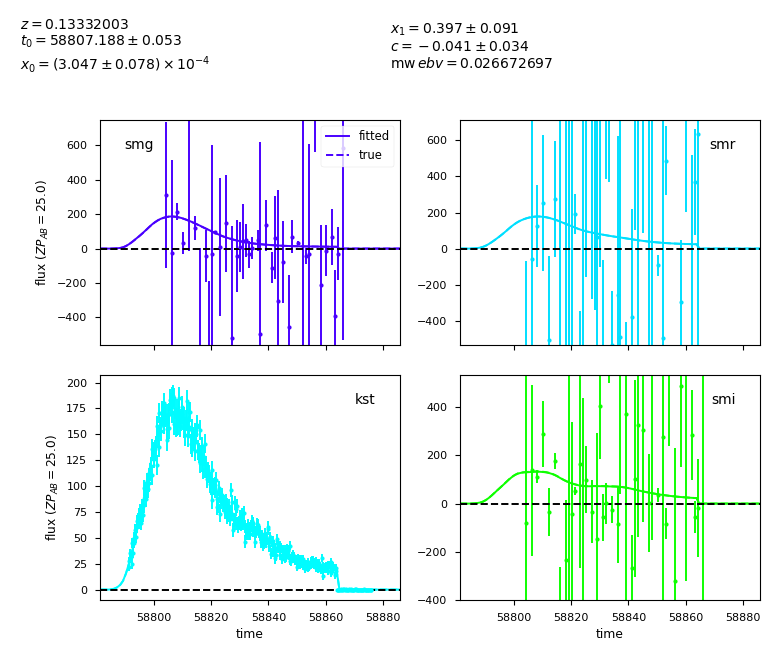 z = 0.13332003
t₀ = 58807.188 ± 0.053
x₀ = (3.047 ± 0.078) × 10⁻⁴
x₁ = 0.397 ± 0.091
c = −0.041 ± 0.034
mw ebv = 0.026672697
smg
fitted
true
600
400
200
0
−200
−400
flux (ZP_AB = 25.0)
smr
600
400
200
0
−200
−400
kst
200
175
150
125
100
75
50
25
0
flux (ZP_AB = 25.0)
58800 58820 58840 58860 58880
time
smi
400
200
0
−200
−400
58800 58820 58840 58860 58880
time